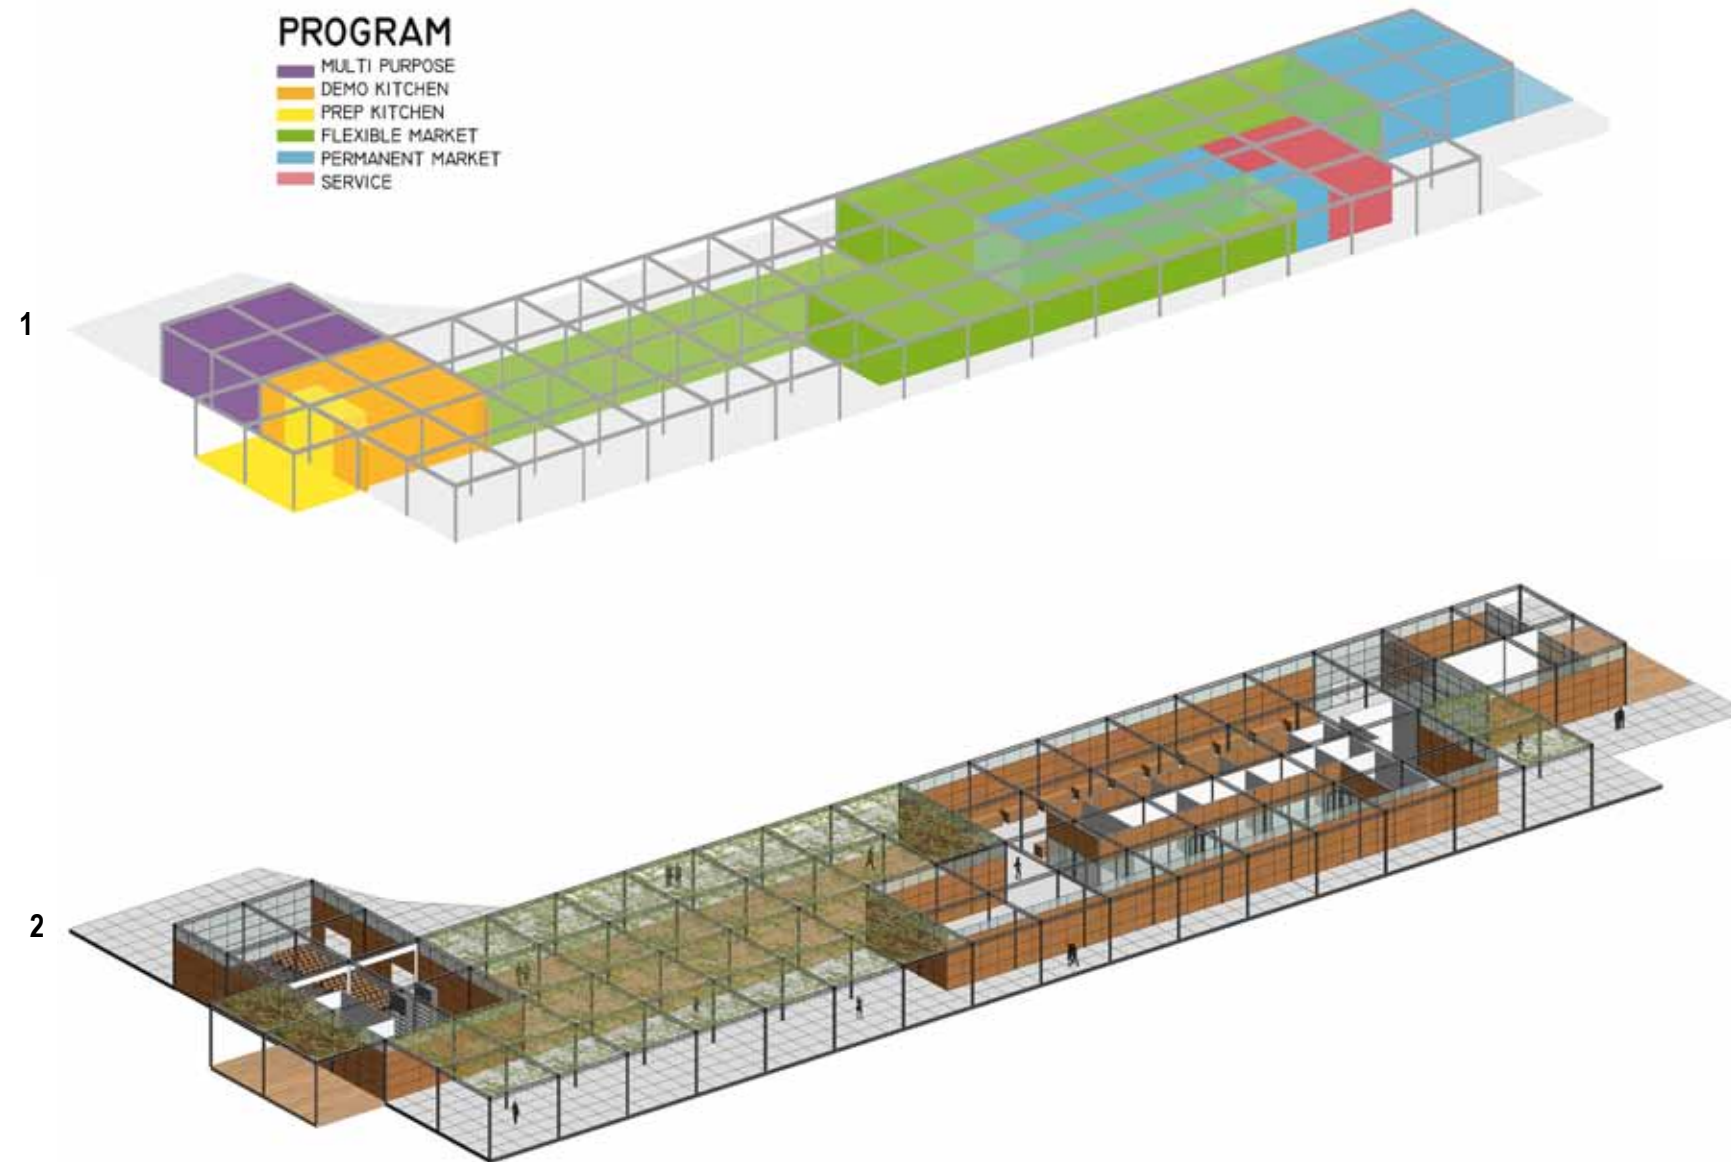 PROGRAM
MULTI PURPOSE
DEMO KITCHEN
PREP KITCHEN
FLEXIBLE MARKET
PERMANENT MARKET
SERVICE
1
2